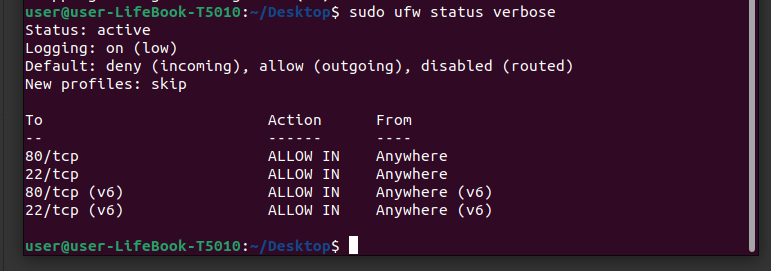 user@user-LifeBook-T5010:~/Desktop$ sudo ufw status verbose
Status: active
Logging: on (low)
Default: deny (incoming), allow (outgoing), disabled (routed)
New profiles: skip

To                         Action      From
--                         ------      ----
80/tcp                     ALLOW IN    Anywhere
22/tcp                     ALLOW IN    Anywhere
80/tcp (v6)                ALLOW IN    Anywhere (v6)
22/tcp (v6)                ALLOW IN    Anywhere (v6)

user@user-LifeBook-T5010:~/Desktop$